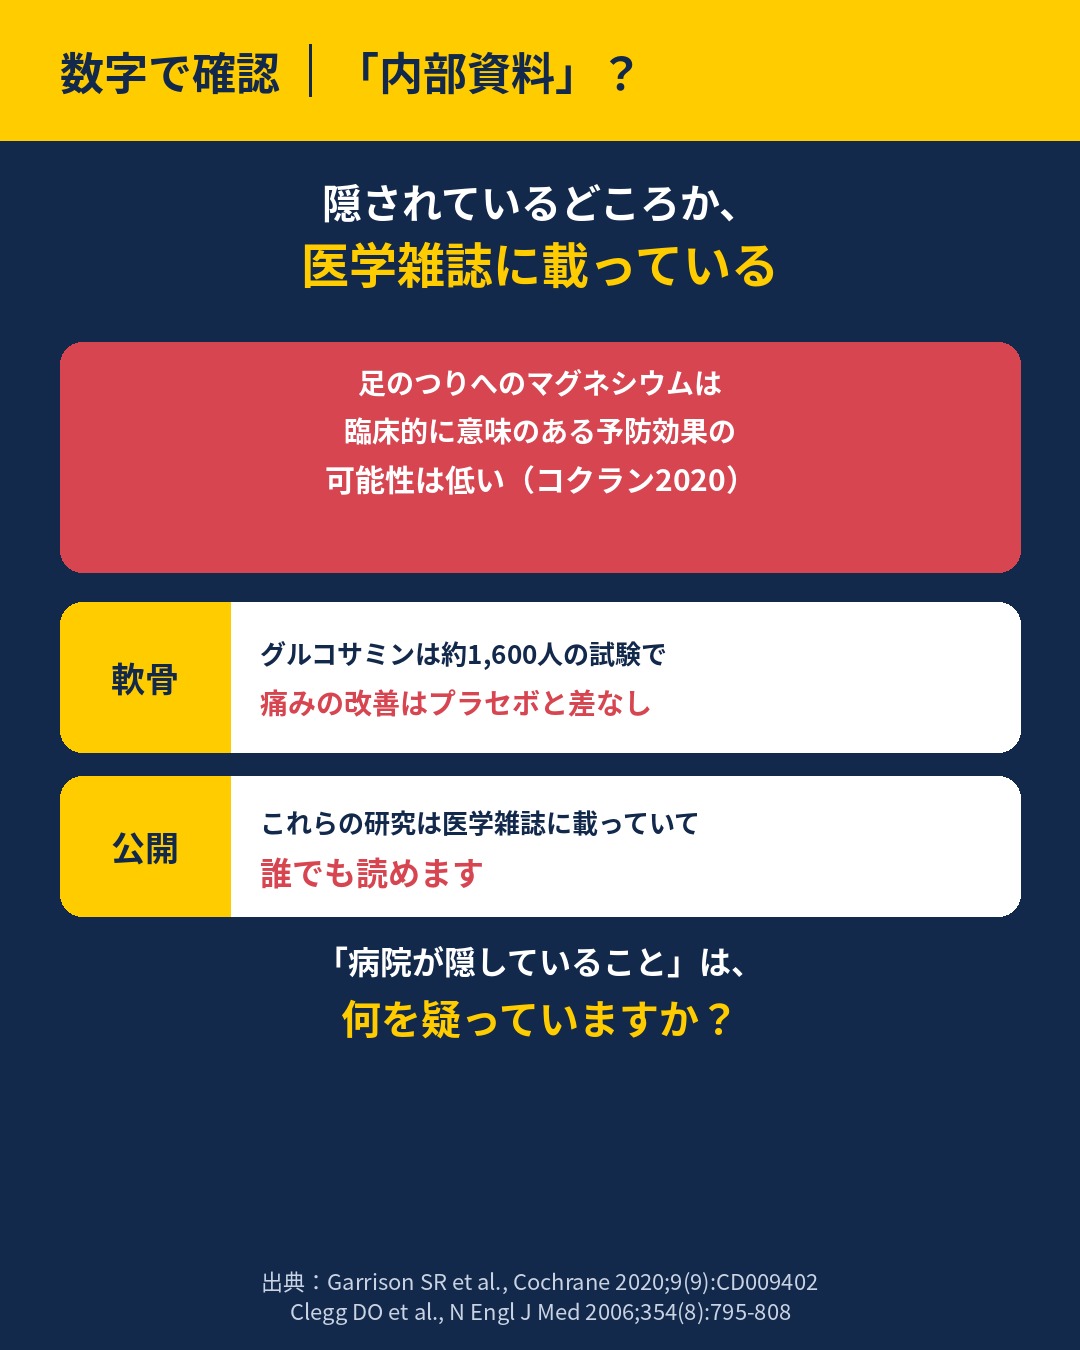 数字で確認｜「内部資料」？
隠されているどころか、
医学雑誌に載っている
足のつりへのマグネシウムは
臨床的に意味のある予防効果の
可能性は低い（コクラン2020）
軟骨
グルコサミンは約1,600人の試験で
痛みの改善はプラセボと差なし
公開
これらの研究は医学雑誌に載っていて
誰でも読めます
「病院が隠していること」は、
何を疑っていますか？
出典：Garrison SR et al., Cochrane 2020;9(9):CD009402
Clegg DO et al., N Engl J Med 2006;354(8):795-808